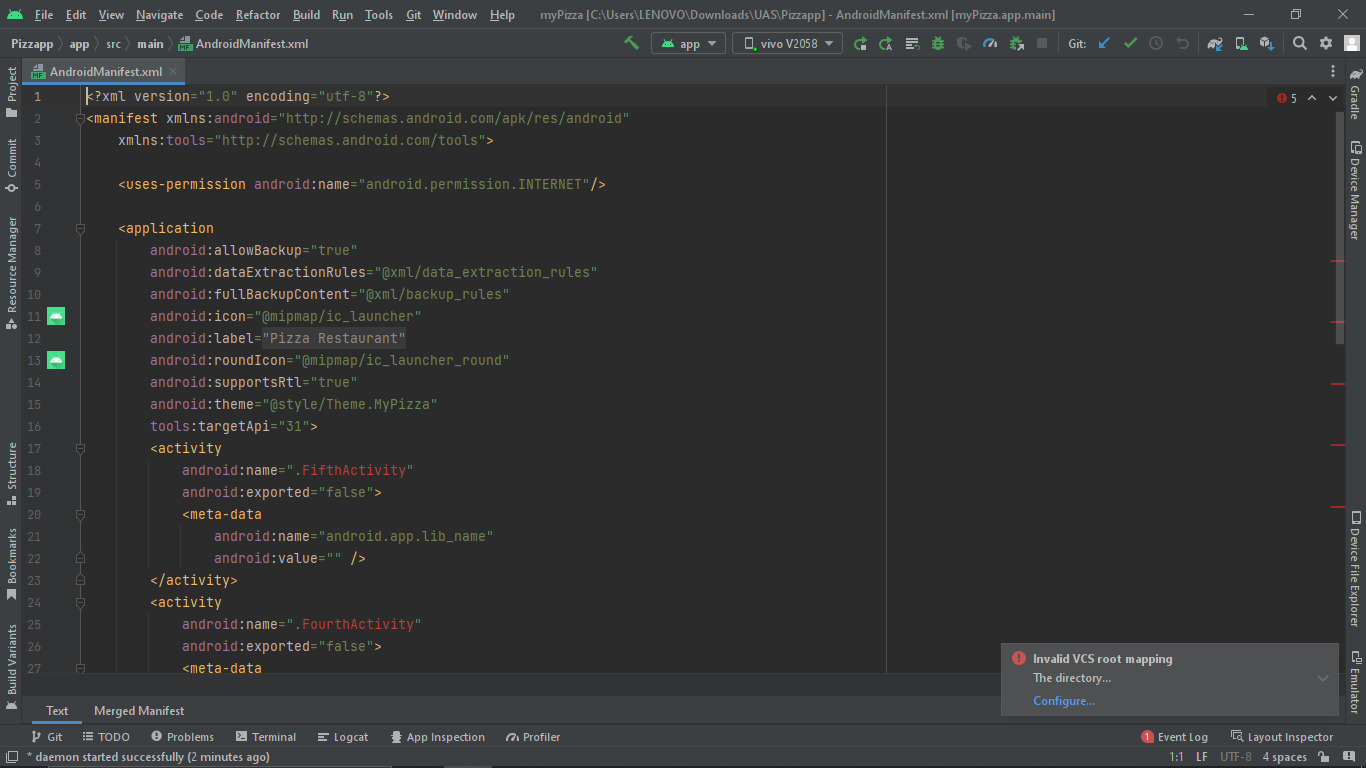 File Edit View Navigate Code Refactor Build Run Tools Git Window Help myPizza [C:\Users\LENOVO\Downloads\UAS\Pizzapp] - AndroidManifest.xml [myPizza.app.main]
Pizzapp app src main AndroidManifest.xml app vivo V2058 Git:
AndroidManifest.xml
Project
Commit
Resource Manager
Structure
Bookmarks
Build Variants
1 <?xml version="1.0" encoding="utf-8"?> 5
2 <manifest xmlns:android="http://schemas.android.com/apk/res/android"
3 xmlns:tools="http://schemas.android.com/tools">
4
5 <uses-permission android:name="android.permission.INTERNET"/>
6
7 <application
8 android:allowBackup="true"
9 android:dataExtractionRules="@xml/data_extraction_rules"
10 android:fullBackupContent="@xml/backup_rules"
11 android:icon="@mipmap/ic_launcher"
12 android:label="Pizza Restaurant"
13 android:roundIcon="@mipmap/ic_launcher_round"
14 android:supportsRtl="true"
15 android:theme="@style/Theme.MyPizza"
16 tools:targetApi="31">
17 <activity
18 android:name=".FifthActivity"
19 android:exported="false">
20 <meta-data
21 android:name="android.app.lib_name"
22 android:value="" />
23 </activity>
24 <activity
25 android:name=".FourthActivity"
26 android:exported="false">
27 <meta-data
Gradle
Device Manager
Device File Explorer
Emulator
Invalid VCS root mapping
The directory...
Configure...
Text Merged Manifest
Git TODO Problems Terminal Logcat App Inspection Profiler 1 Event Log Layout Inspector
* daemon started successfully (2 minutes ago) 1:1 LF UTF-8 4 spaces